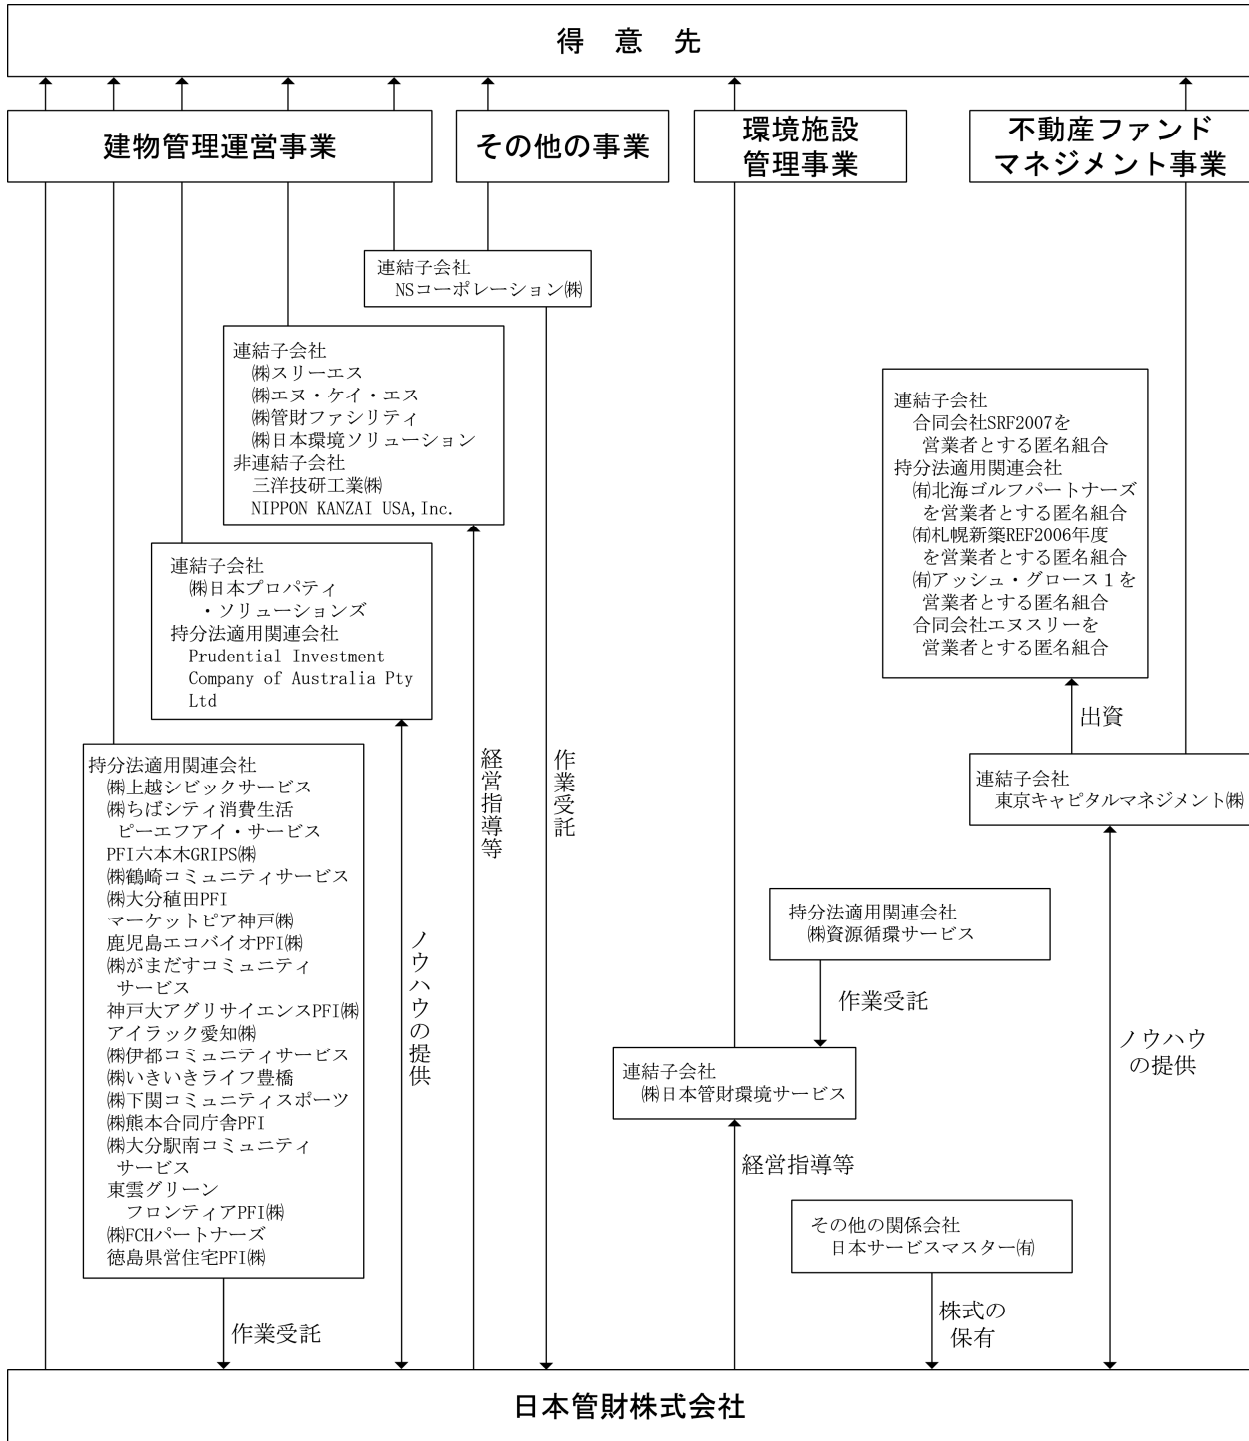 得意先
建物管理運営事業
その他の事業
環境施設
管理事業
不動産ファンド
マネジメント事業
連結子会社
NSコーポレーション㈱
連結子会社
㈱スリーエス
㈱エヌ・ケイ・エス
㈱管財ファシリティ
㈱日本環境ソリューション
非連結子会社
三洋技研工業㈱
NIPPON KANZAI USA,Inc.
連結子会社
合同会社SRF2007を
営業者とする匿名組合
持分法適用関連会社
㈲北海ゴルフパートナーズ
を営業者とする匿名組合
㈲札幌新築REF2006年度
を営業者とする匿名組合
㈲アッシュ・グロース１を
営業者とする匿名組合
合同会社エヌスリーを
営業者とする匿名組合
連結子会社
㈱日本プロパティ
・ソリューションズ
持分法適用関連会社
Prudential Investment
Company of Australia Pty
Ltd
出資
持分法適用関連会社
㈱上越シビックサービス
㈱ちばシティ消費生活
ピーエフアイ・サービス
PFI六本木GRIPS㈱
㈱鶴崎コミュニティサービス
㈱大分稙田PFI
マーケットピア神戸㈱
鹿児島エコバイオPFI㈱
㈱がまだすコミュニティ
サービス
神戸大アグリサイエンスPFI㈱
アイラック愛知㈱
㈱伊都コミュニティサービス
㈱いきいきライフ豊橋
㈱下関コミュニティスポーツ
㈱熊本合同庁舎PFI
㈱大分駅南コミュニティ
サービス
東雲グリーン
フロンティアPFI㈱
㈱FCHパートナーズ
徳島県営住宅PFI㈱
経営指導等
作業受託
連結子会社
東京キャピタルマネジメント㈱
持分法適用関連会社
㈱資源循環サービス
ノウハウの提供
作業受託
ノウハウ
の提供
連結子会社
㈱日本管財環境サービス
経営指導等
その他の関係会社
日本サービスマスター㈲
作業受託
株式の
保有
日本管財株式会社